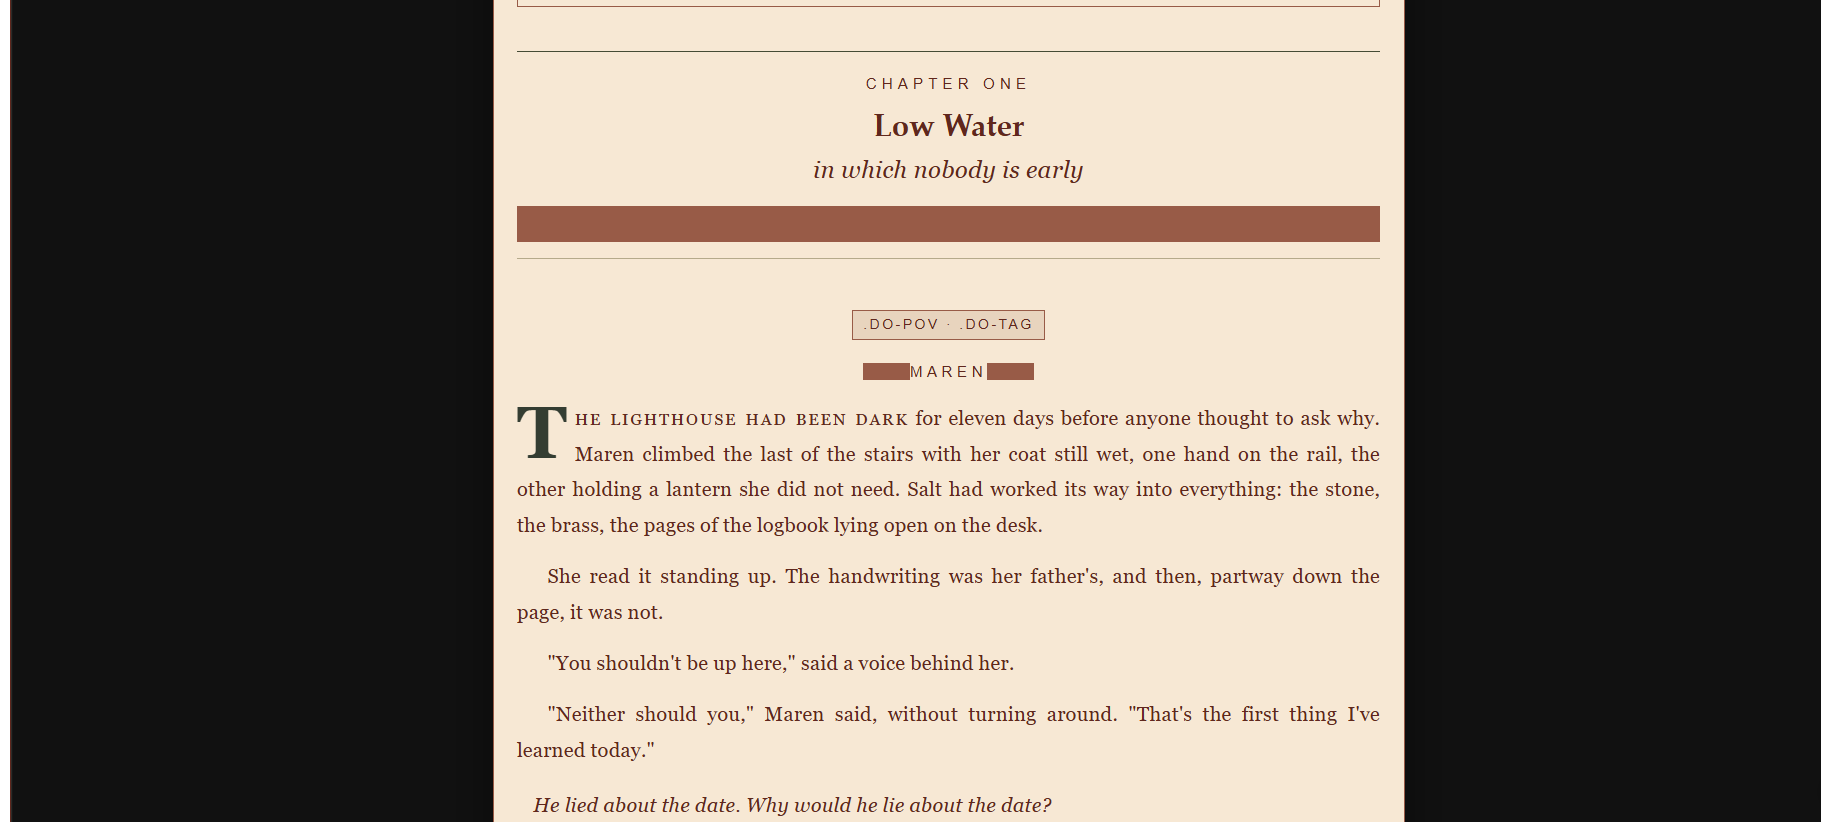 CHAPTER ONE
Low Water
in which nobody is early
.DO-POV · .DO-TAG
MAREN
THE LIGHTHOUSE HAD BEEN DARK for eleven days before anyone thought to ask why.
Maren climbed the last of the stairs with her coat still wet, one hand on the rail, the
other holding a lantern she did not need. Salt had worked its way into everything: the stone,
the brass, the pages of the logbook lying open on the desk.
She read it standing up. The handwriting was her father's, and then, partway down the
page, it was not.
"You shouldn't be up here," said a voice behind her.
"Neither should you," Maren said, without turning around. "That's the first thing I've
learned today."
He lied about the date. Why would he lie about the date?